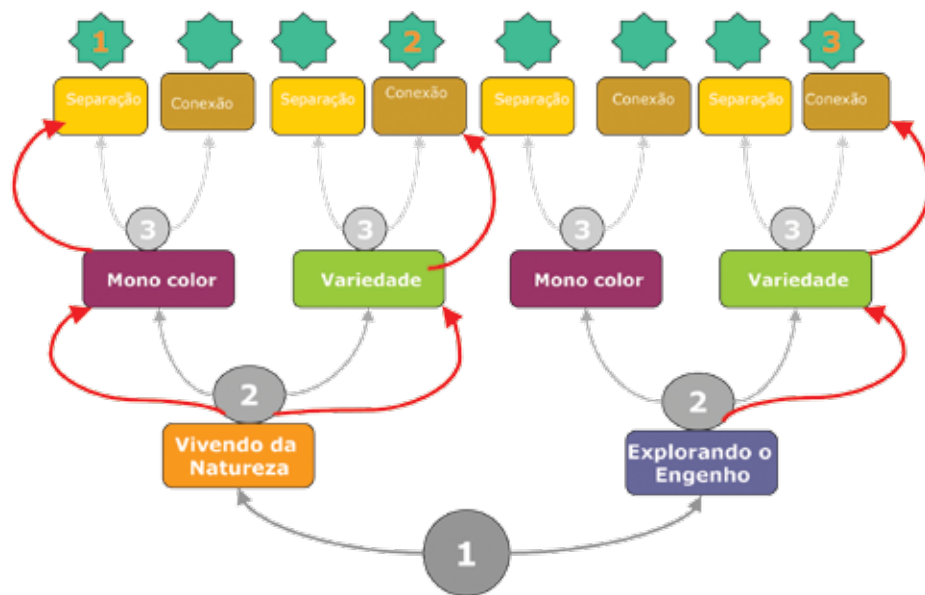 1
2
3
Separação
Conexão
Separação
Conexão
Separação
Conexão
Separação
Conexão
3
3
3
3
Mono color
Variedade
Mono color
Variedade
2
2
Vivendo da
Natureza
Explorando o
Engenho
1